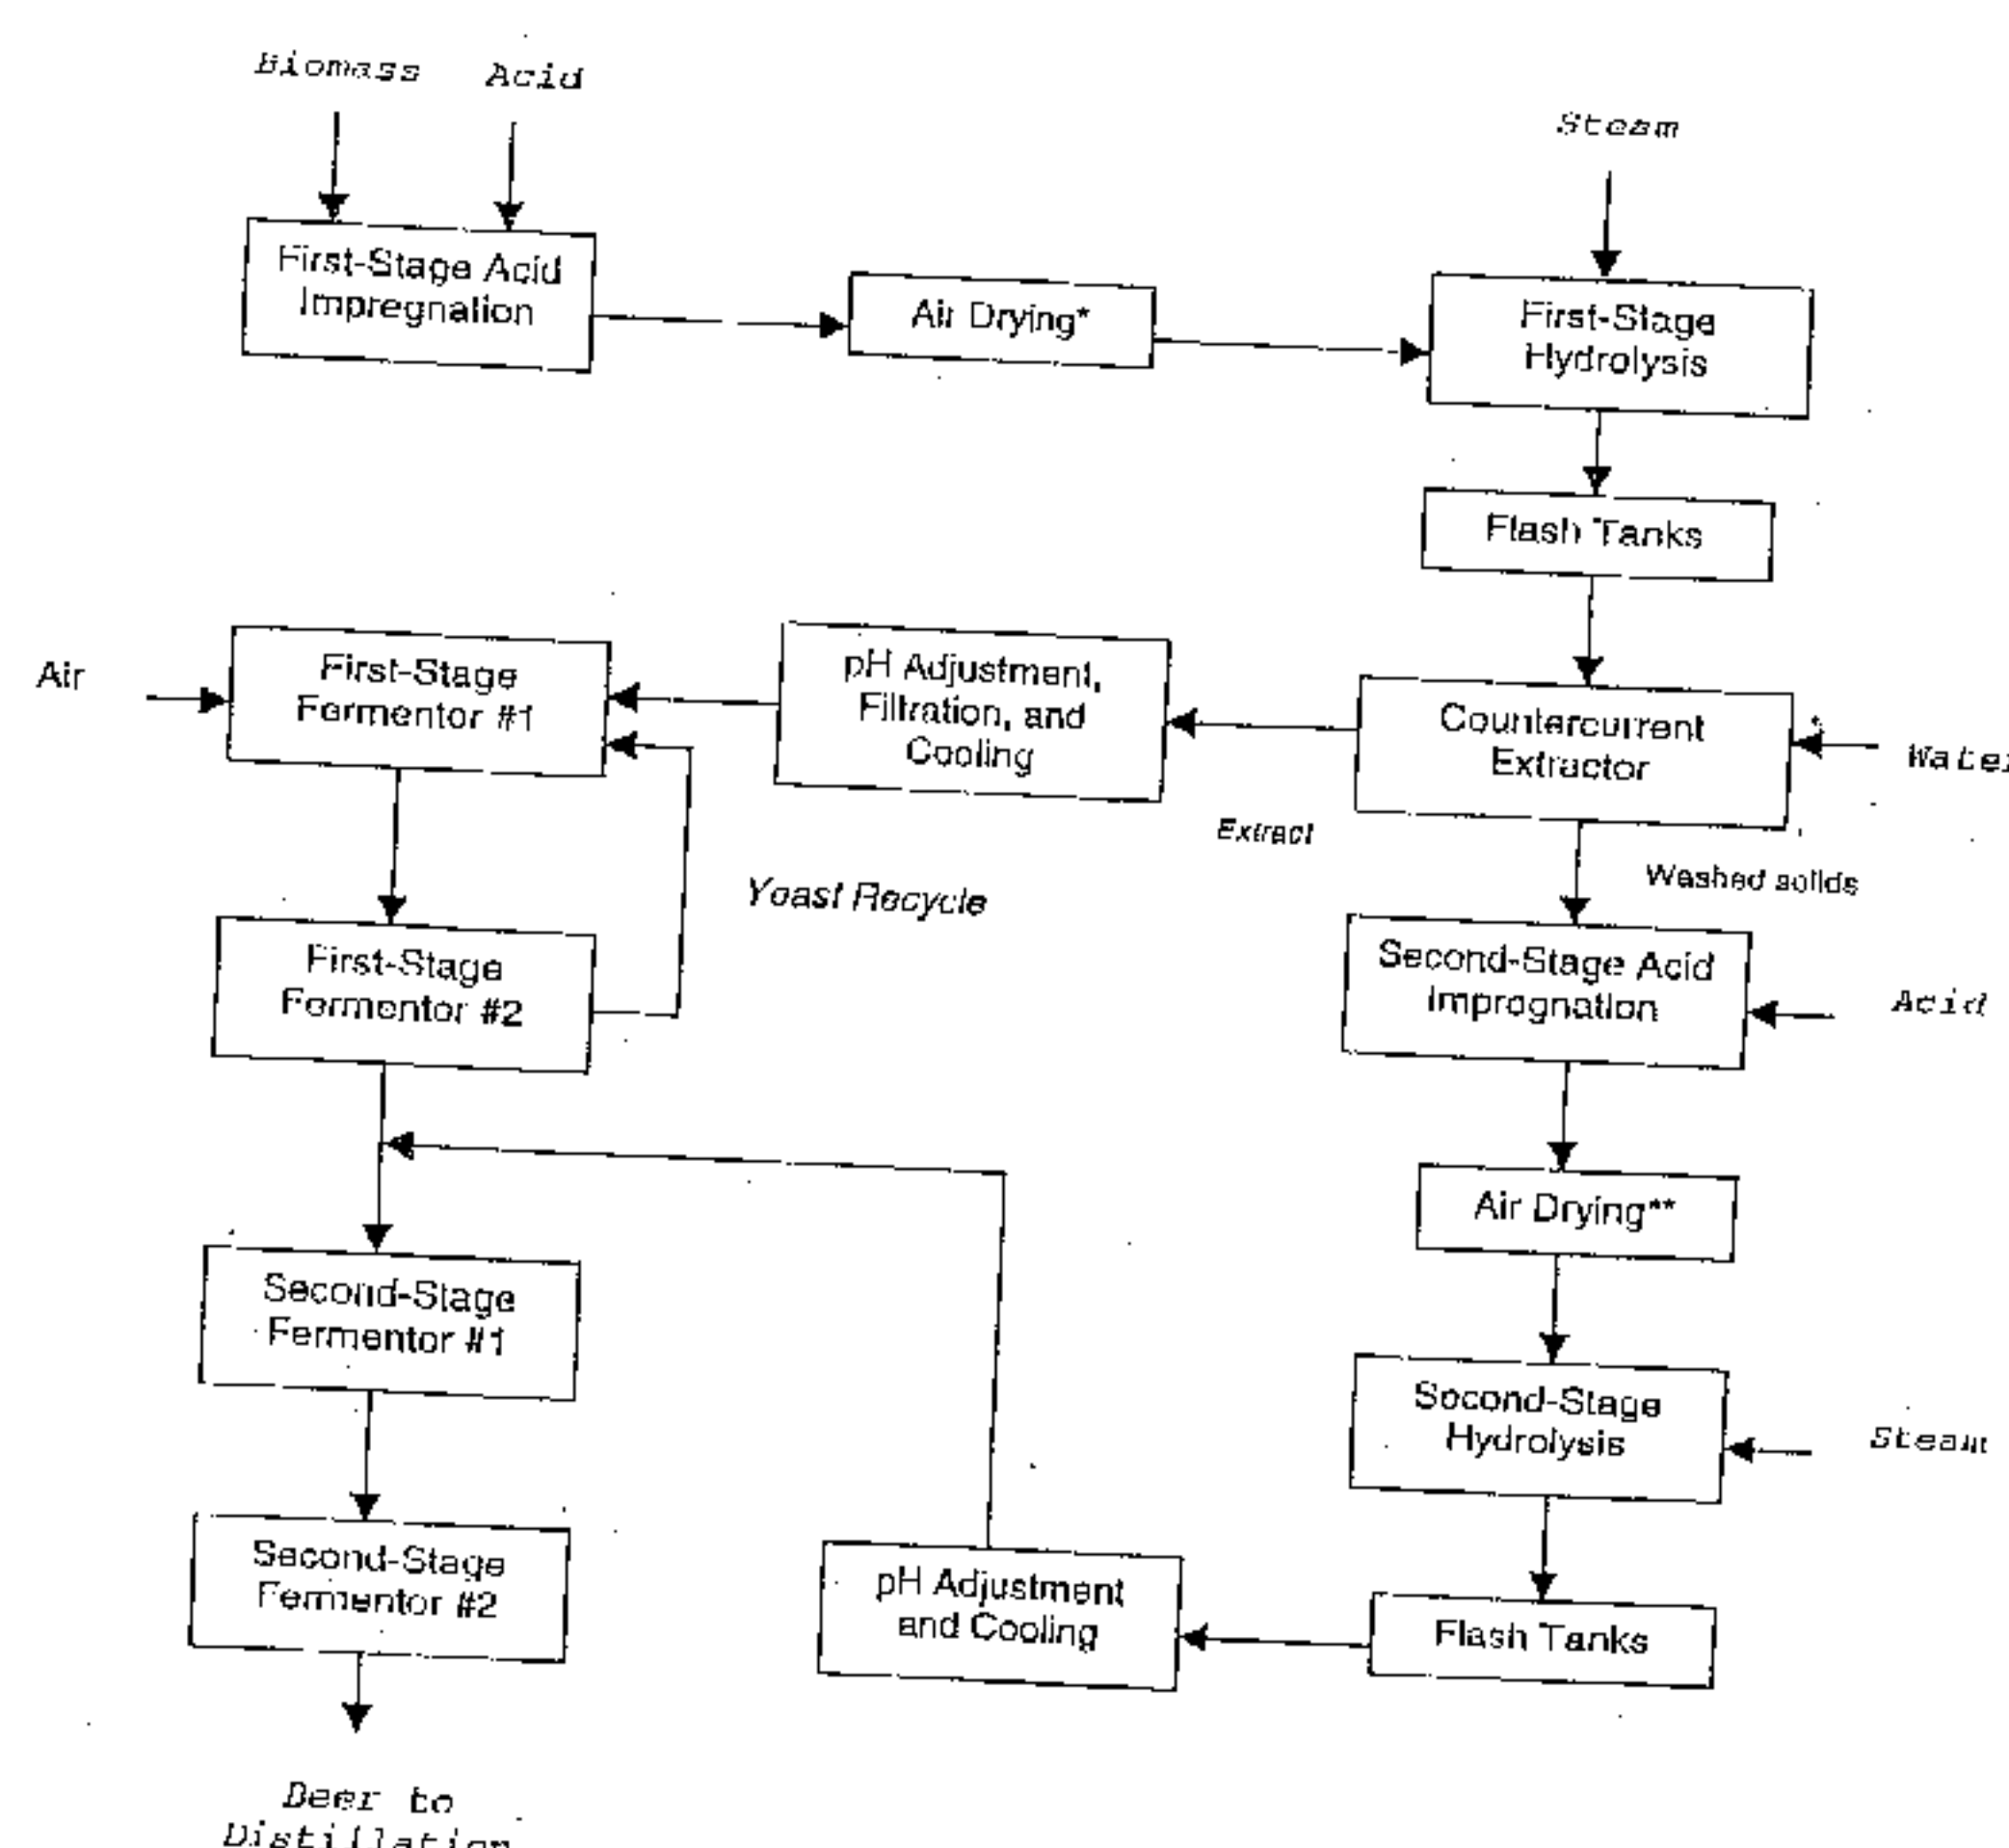 Biomass
Acid
Steam
First-Stage Acid
Impregnation
Air Drying*
First-Stage
Hydrolysis
Flash Tanks
Air
First-Stage
Fermentor #1
pH Adjustment,
Filtration, and
Cooling
Countercurrent
Extractor
Water
Extract
Washed solids
Yeast Recycle
First-Stage
Fermentor #2
Second-Stage Acid
Impregnation
Acid
Air Drying**
Second-Stage
Fermentor #1
Second-Stage
Hydrolysis
Steam
Second-Stage
Fermentor #2
pH Adjustment
and Cooling
Flash Tanks
Beer to
Distillation